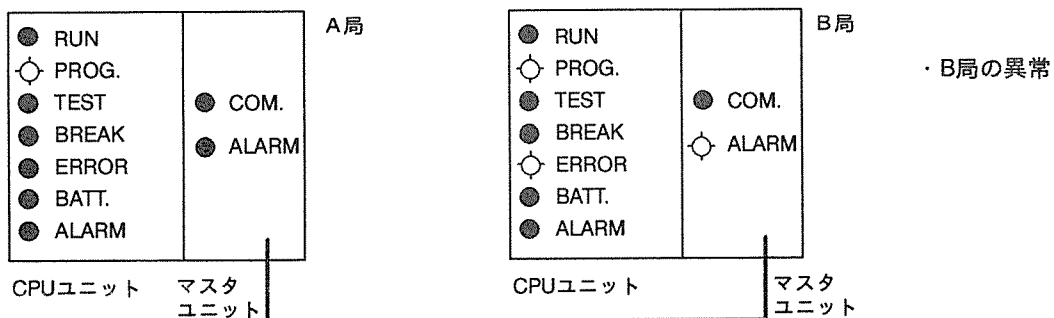 A局
RUN
PROG.
TEST
BREAK
ERROR
BATT.
ALARM
COM.
ALARM
CPUユニット
マスタ
ユニット
B局
RUN
PROG.
TEST
BREAK
ERROR
BATT.
ALARM
COM.
ALARM
CPUユニット
マスタ
ユニット
・B局の異常